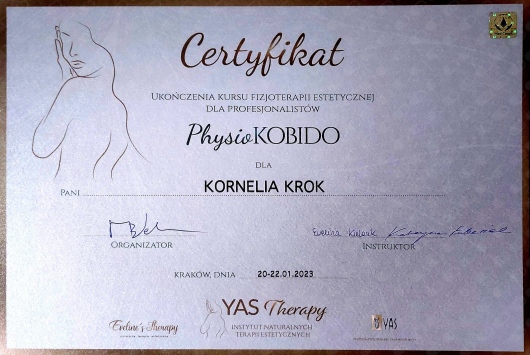 Certyfikat
UKOŃCZENIA KURSU FIZJOTERAPII ESTETYCZNEJ
DLA PROFESJONALISTÓW
PhysioKOBIDO
DLA
PANI KORNELIA KROK
ORGANIZATOR
Ewelina
INSTRUKTOR
KRAKÓW, DNIA 20-22.01.2023
Eveline's Therapy
YAS Therapy
INSTYTUT NATURALNYCH
TERAPII ESTETYCZNYCH
YAS